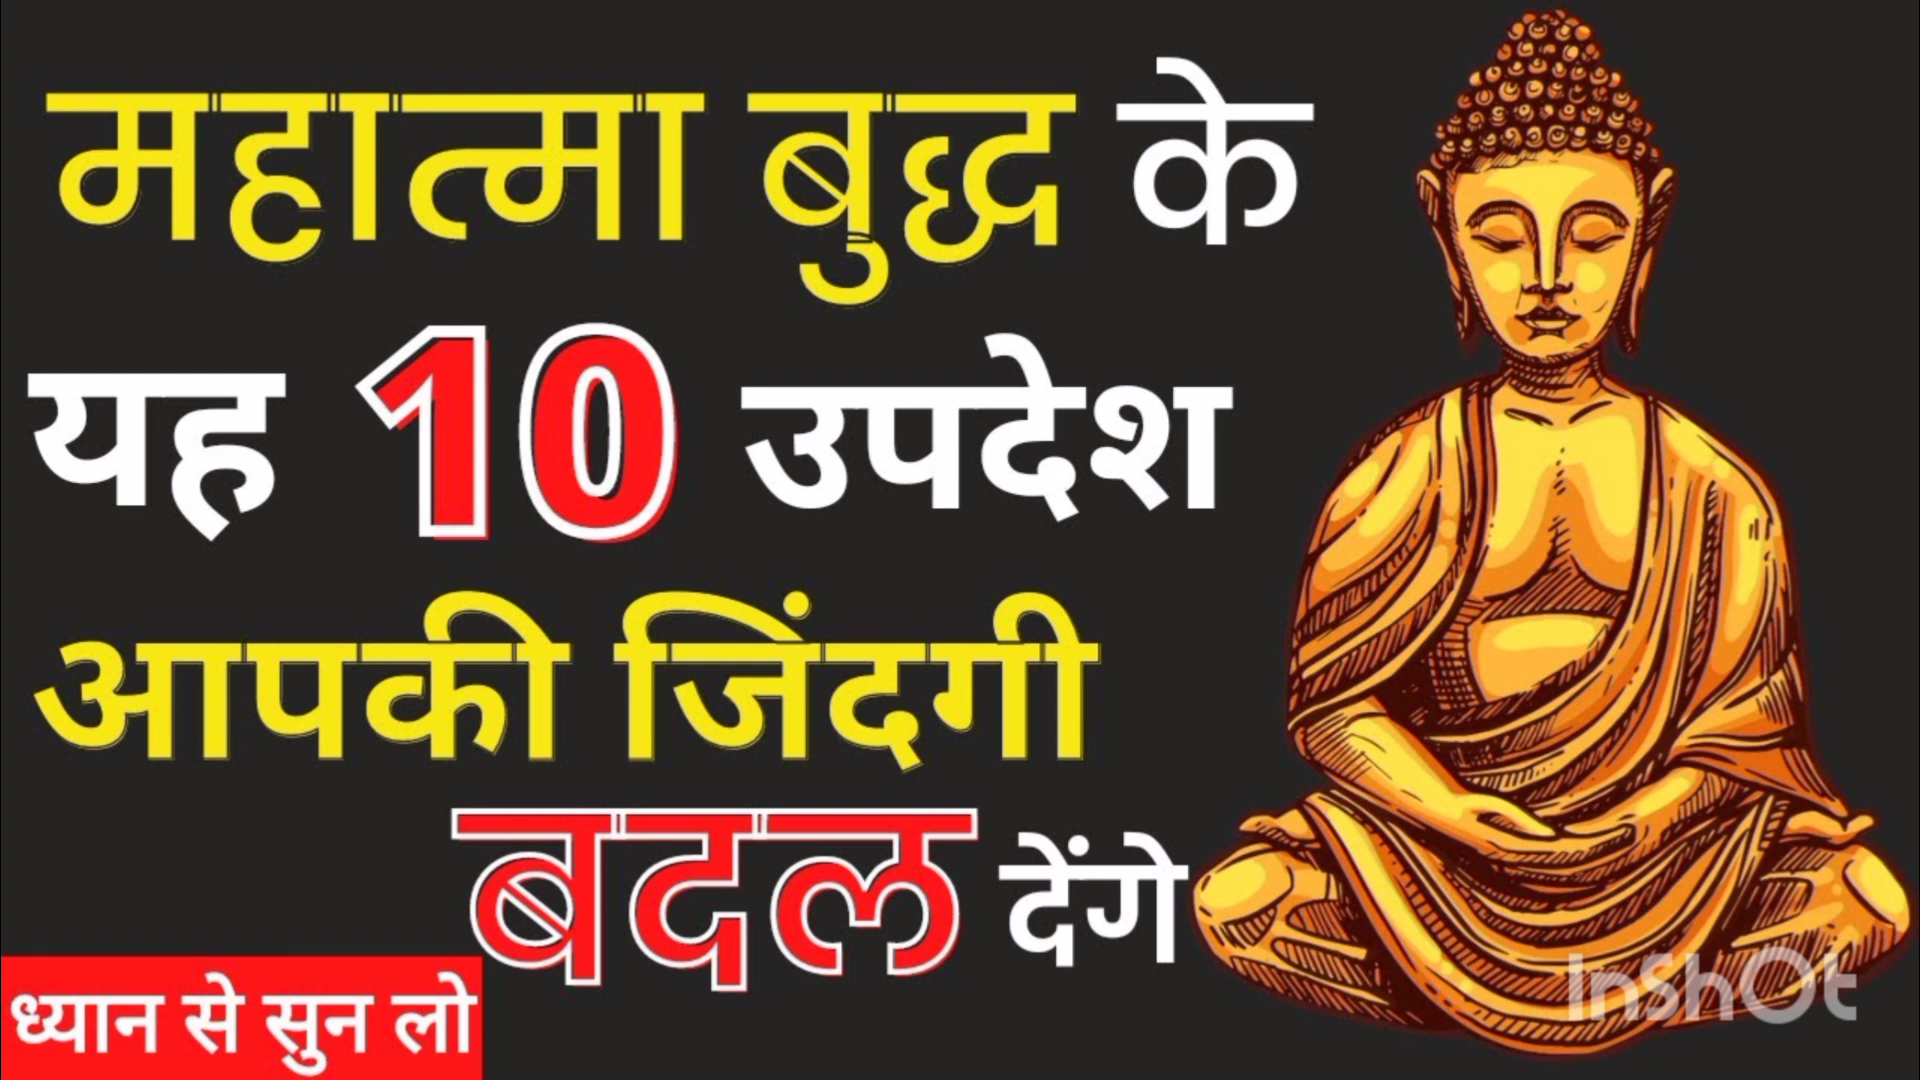 महात्मा बुद्ध के
यह 10 उपदेश
आपकी जिंदगी
बदल देंगे
ध्यान से सुन लो
InShOt